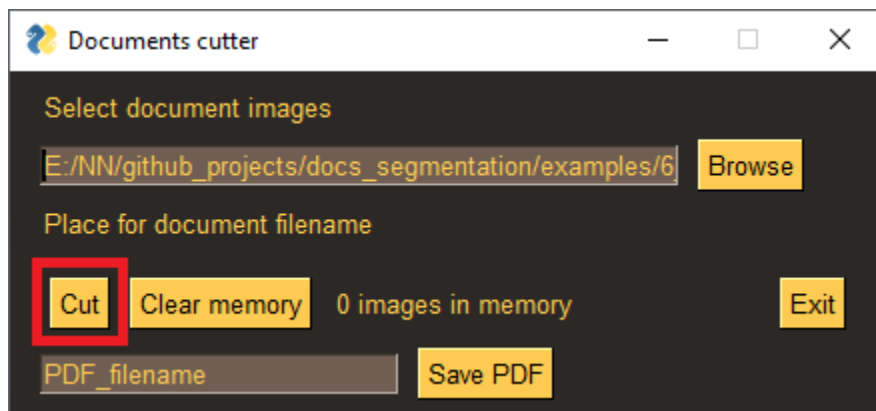 Documents cutter
Select document images
E:/NN/github_projects/docs_segmentation/examples/6 Browse
Place for document filename
Cut Clear memory 0 images in memory Exit
PDF_filename Save PDF